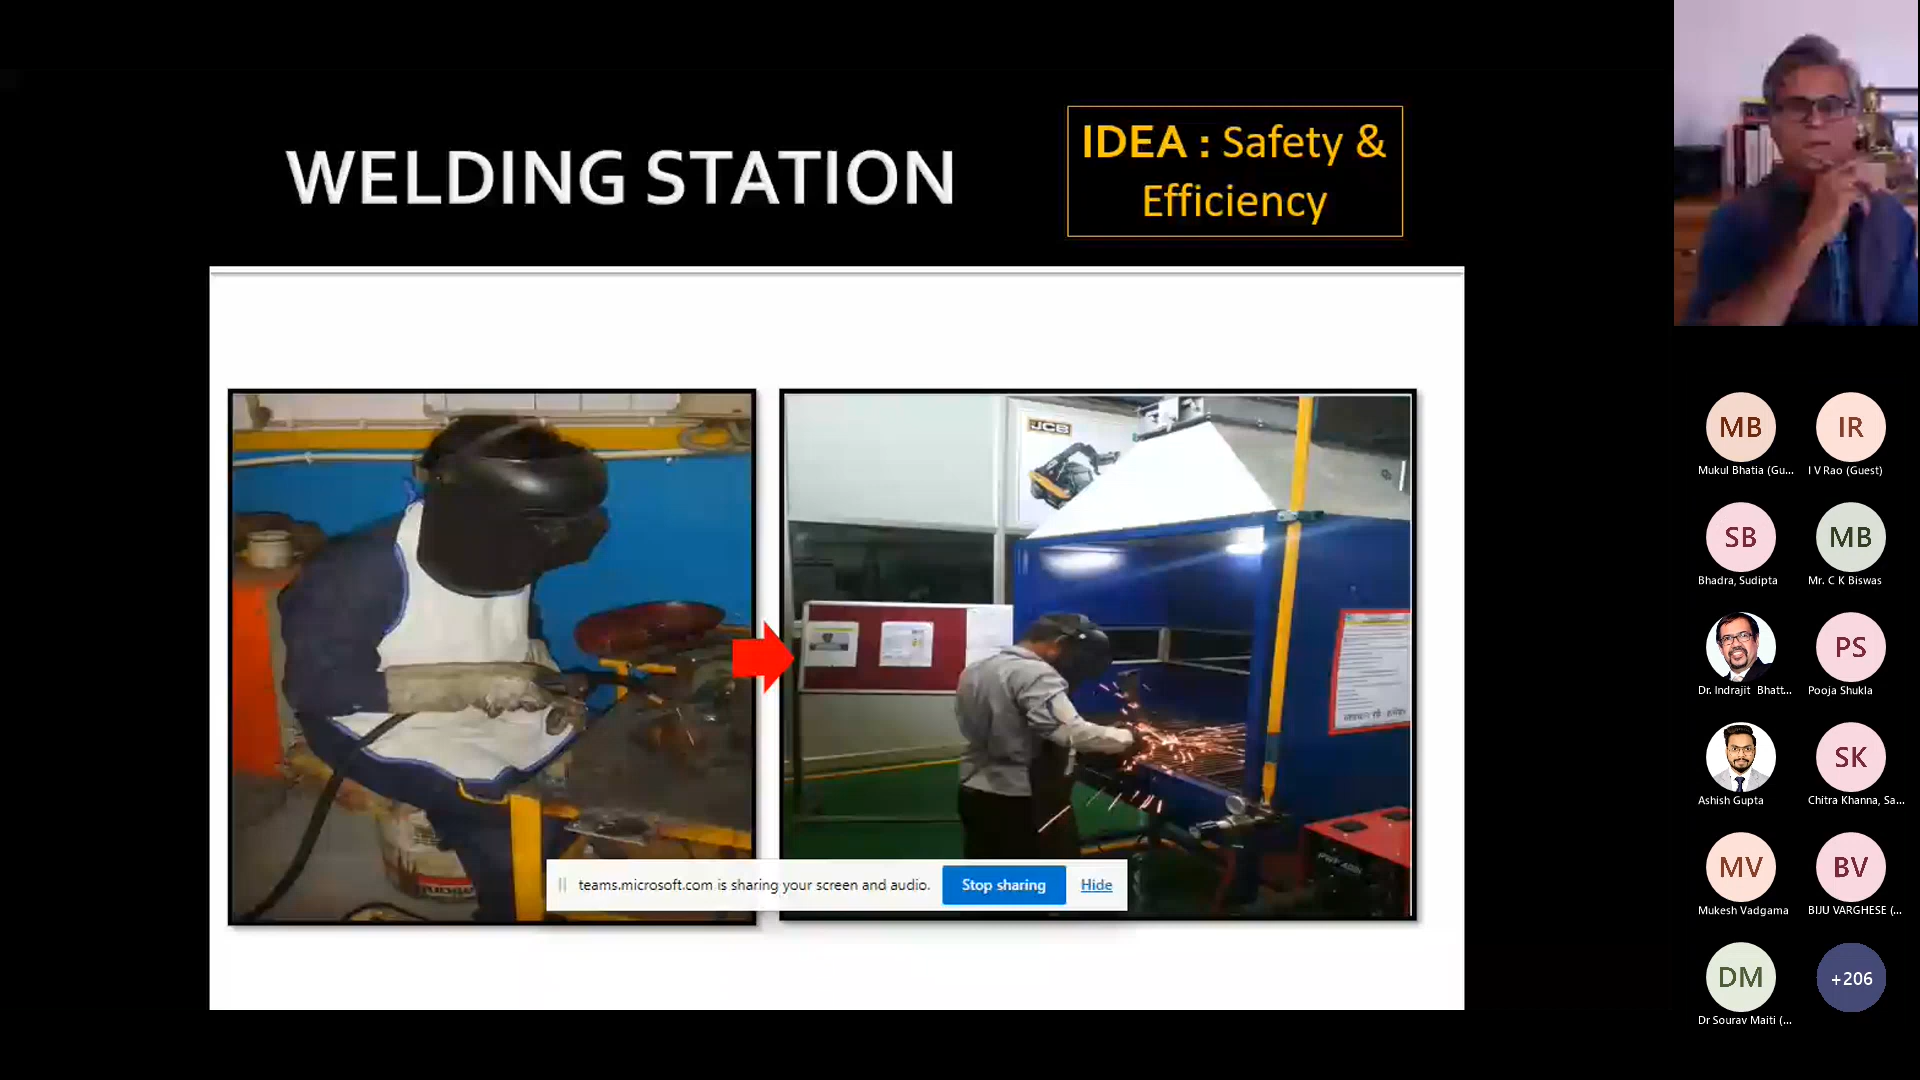 WELDING STATION
IDEA : Safety &
Efficiency
JCB
teams.microsoft.com is sharing your screen and audio.
Stop sharing
Hide
MB
IR
Mukul Bhatia (Gu...
I V Rao (Guest)
SB
MB
Bhadra, Sudipta
Mr. C K Biswas
PS
Dr. Indrajit Bhatt...
Pooja Shukla
SK
Ashish Gupta
Chitra Khanna, Sa...
MV
BV
Mukesh Vadgama
BIJU VARGHESE (...
DM
+206
Dr Sourav Maiti (...